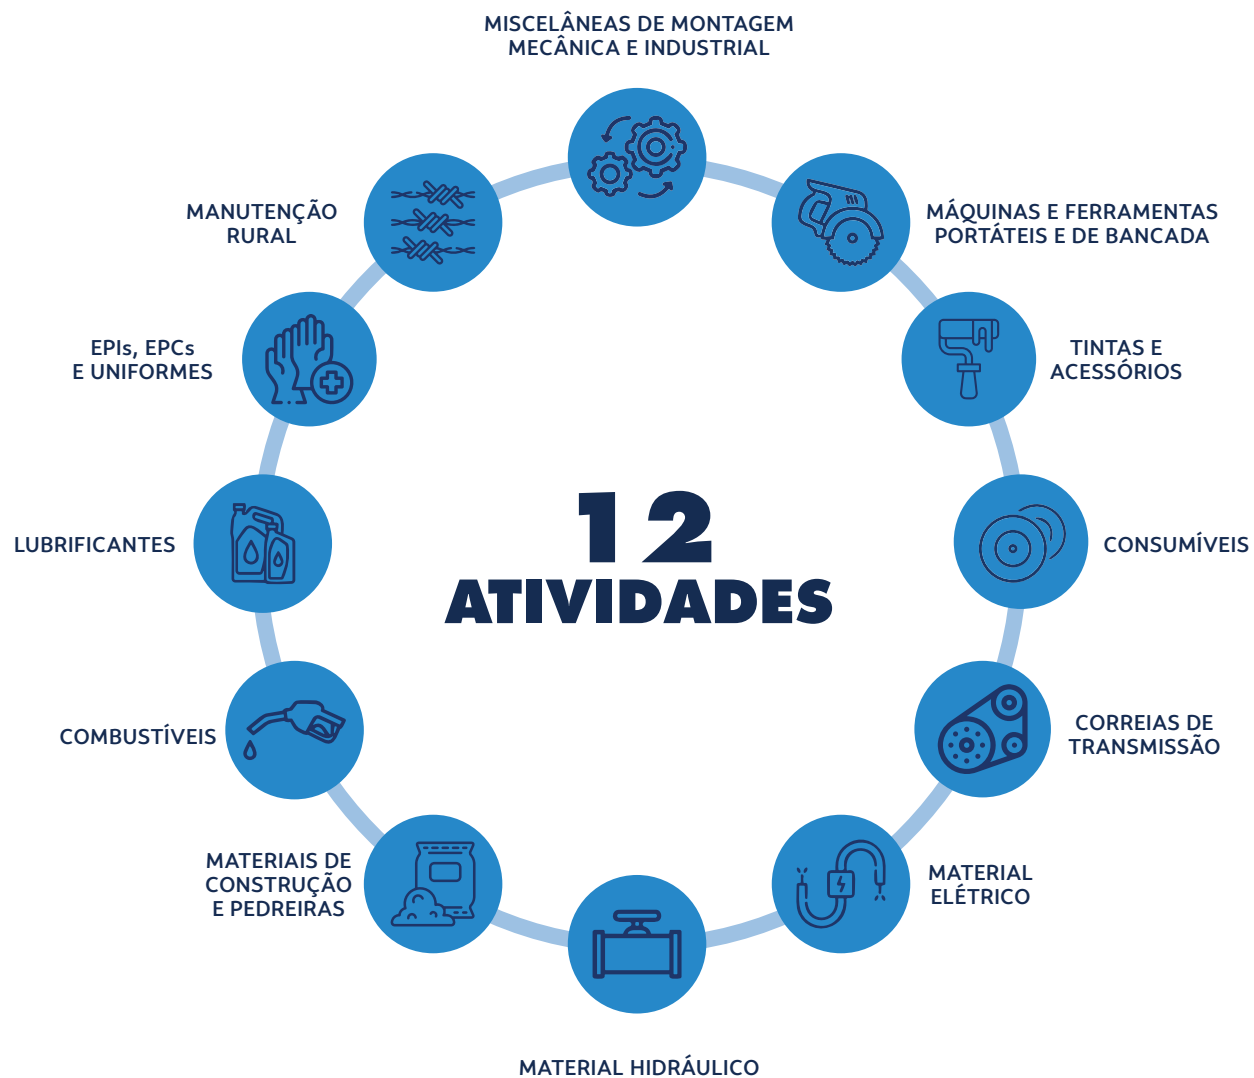 MISCELÂNEAS DE MONTAGEM
MECÂNICA E INDUSTRIAL
MÁQUINAS E FERRAMENTAS
PORTÁTEIS E DE BANCADA
TINTAS E
ACESSÓRIOS
CONSUMÍVEIS
CORREIAS DE
TRANSMISSÃO
MATERIAL
ELÉTRICO
MATERIAL HIDRÁULICO
MATERIAIS DE
CONSTRUÇÃO
E PEDREIRAS
COMBUSTÍVEIS
LUBRIFICANTES
EPIs, EPCs
E UNIFORMES
MANUTENÇÃO
RURAL
12
ATIVIDADES